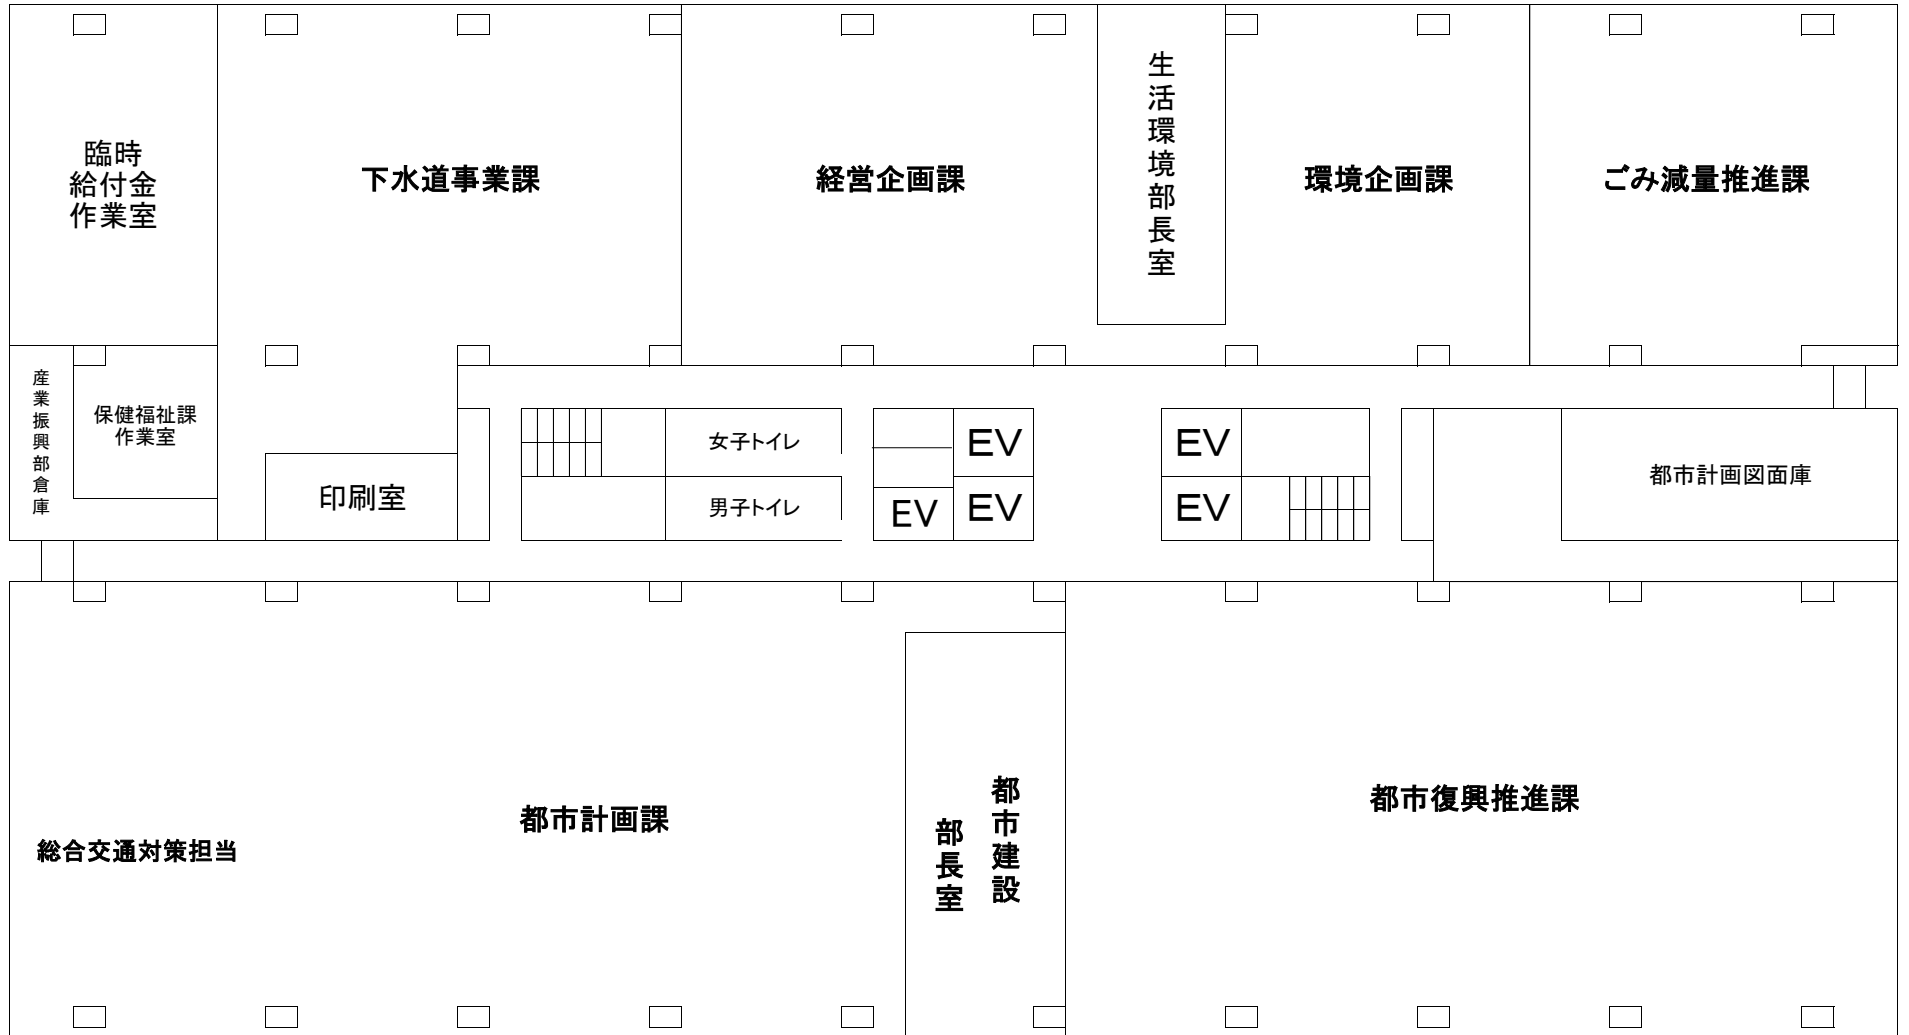 臨時
給付金
作業室
下水道事業課
経営企画課
生活環境部長室
環境企画課
ごみ減量推進課
産業振興部倉庫
保健福祉課
作業室
印刷室
女子トイレ
男子トイレ
EV
EV
EV
EV
EV
都市計画図面庫
総合交通対策担当
都市計画課
都市建設
部長室
都市復興推進課